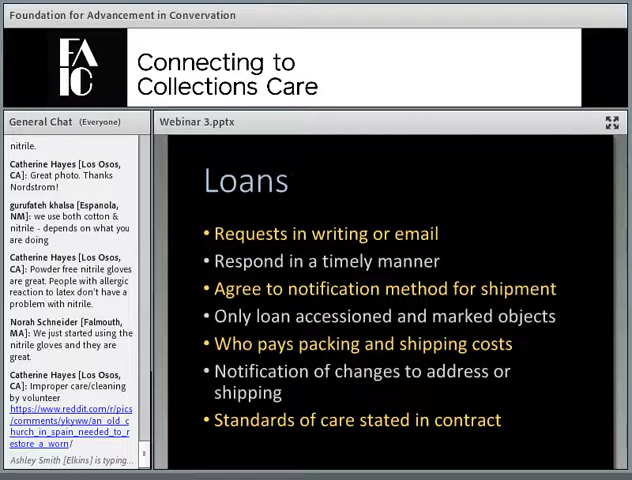 Foundation for Advancement in Convervation
FA
IC
Connecting to
Collections Care
General Chat (Everyone)
nitrile.
Catherine Hayes [Los Osos,
CA]: Great photo. Thanks
Nordstrom!
gurufateh khalsa [Espanola,
NM]: we use both cotton &
nitrile - depends on what you
are doing
Catherine Hayes [Los Osos,
CA]: Powder free nitrile gloves
are great. People with allergic
reaction to latex don't have a
problem with nitrile.
Norah Schneider [Falmouth,
MA]: We just started using the
nitrile gloves and they are
great.
Catherine Hayes [Los Osos,
CA]: Improper care/cleaning
by volunteer
https://www.reddit.com/r/pics
/comments/ykyww/an_old_c
hurch_in_spain_needed_to_r
estore_a_worn/
Ashley Smith [Elkins] is typing...
Webinar 3.pptx
Loans
• Requests in writing or email
• Respond in a timely manner
• Agree to notification method for shipment
• Only loan accessioned and marked objects
• Who pays packing and shipping costs
• Notification of changes to address or
shipping
• Standards of care stated in contract